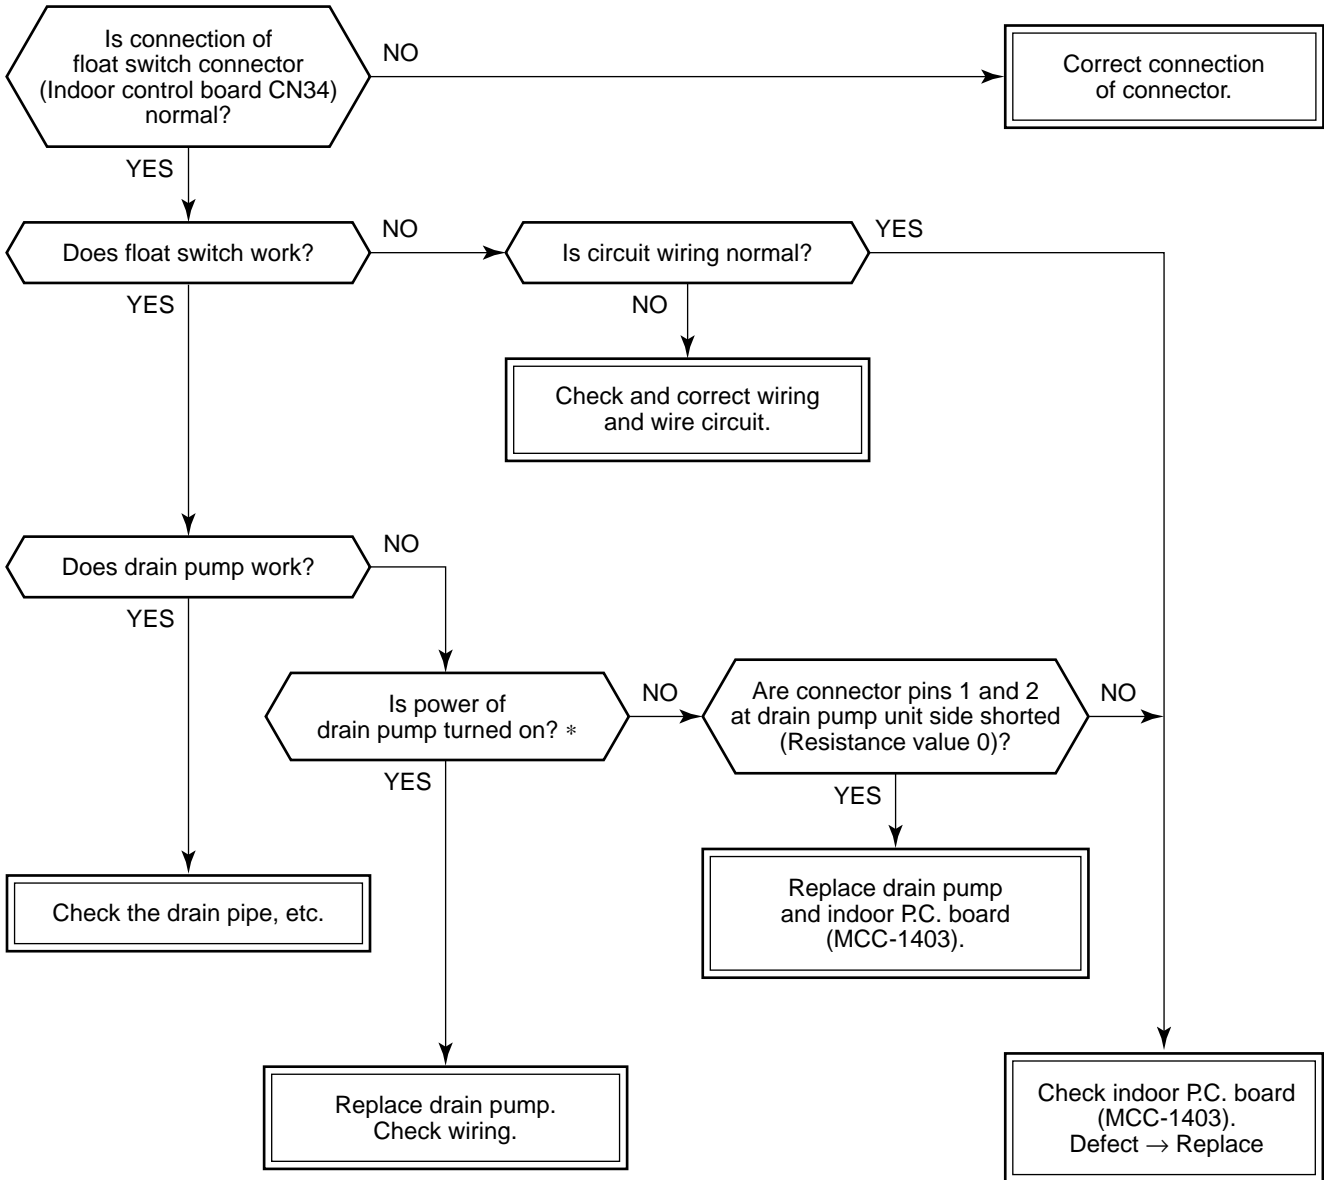 Is connection of
float switch connector
(Indoor control board CN34)
normal?
NO
Correct connection
of connector.
YES
Does float switch work?
NO
Is circuit wiring normal?
YES
YES
NO
Check and correct wiring
and wire circuit.
Does drain pump work?
NO
YES
Is power of
drain pump turned on? *
NO
Are connector pins 1 and 2
at drain pump unit side shorted
(Resistance value 0)?
NO
YES
YES
Check the drain pipe, etc.
Replace drain pump
and indoor P.C. board
(MCC-1403).
Replace drain pump.
Check wiring.
Check indoor P.C. board
(MCC-1403).
Defect → Replace